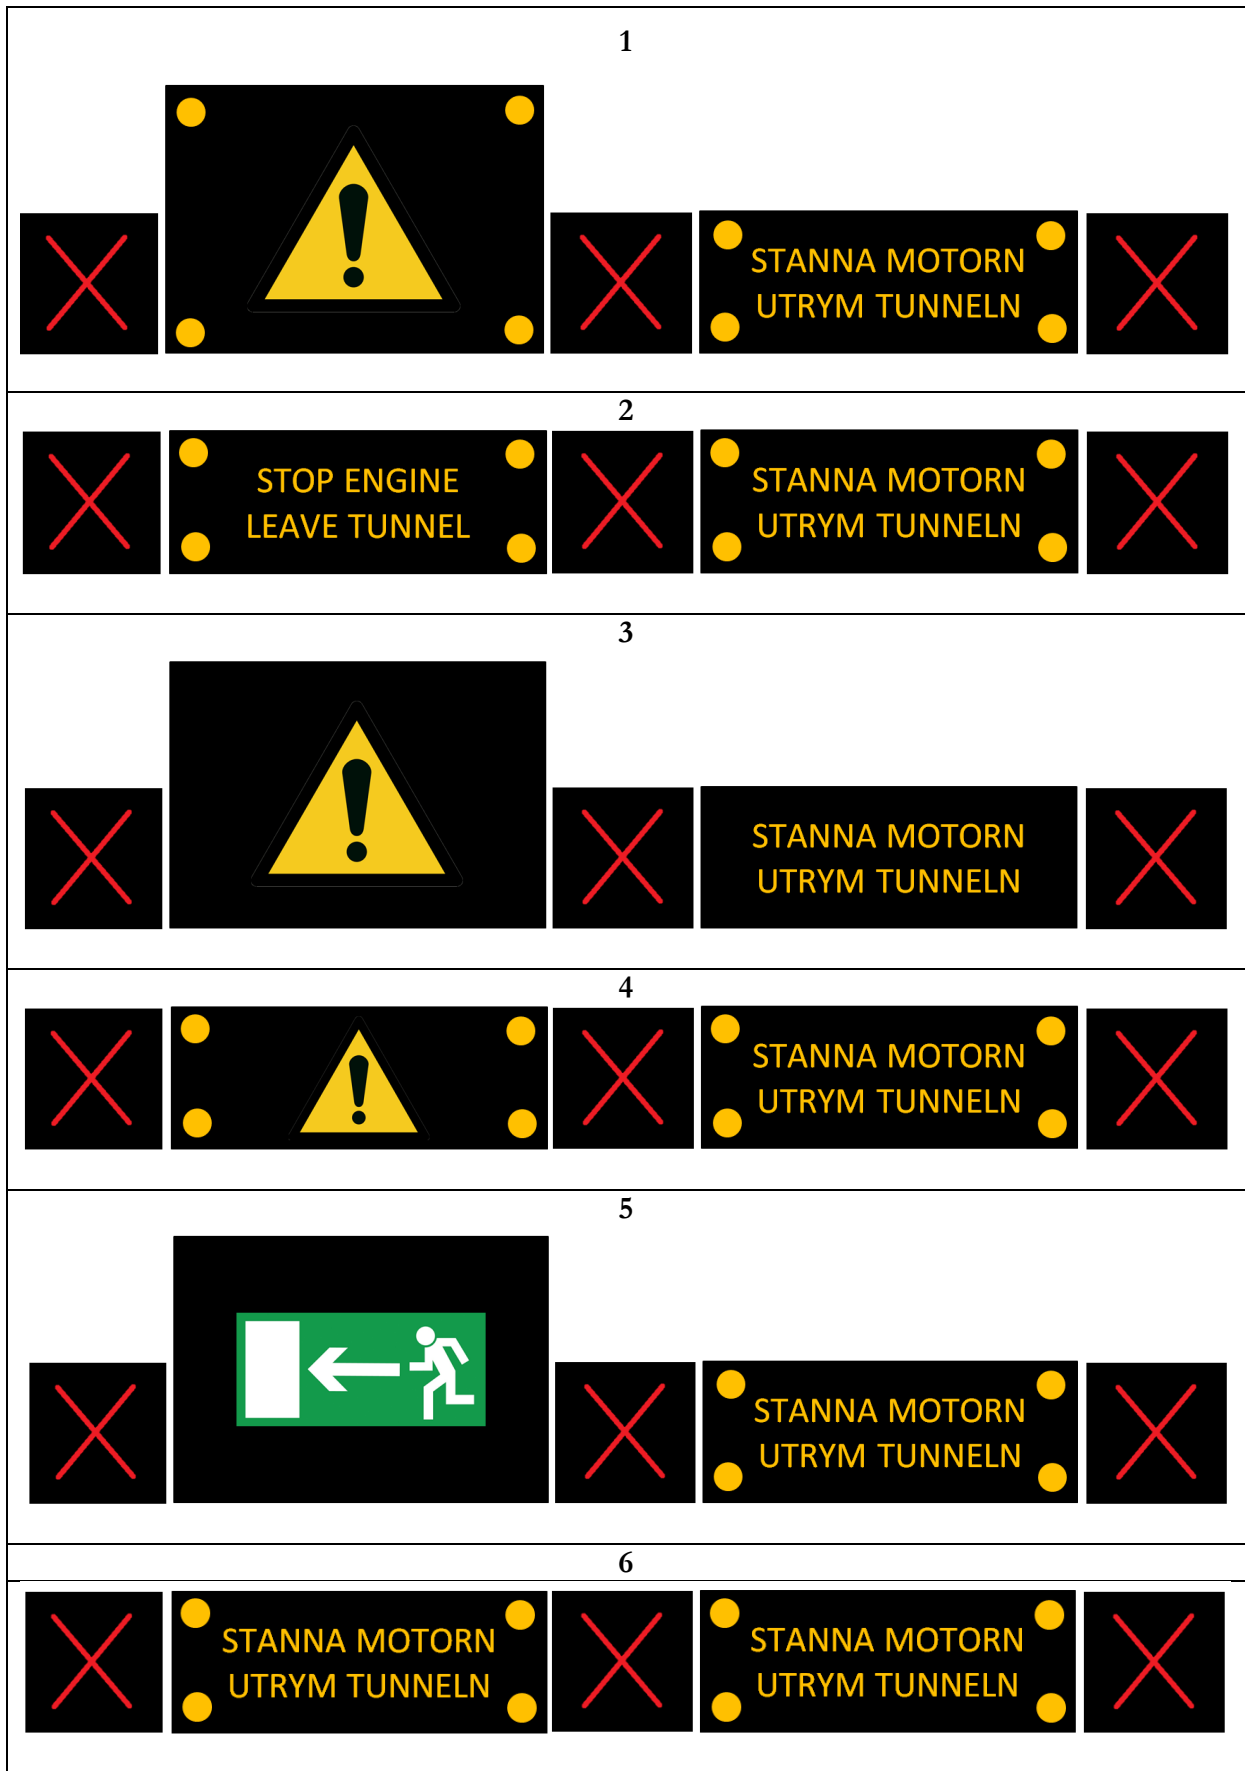 1
STANNA MOTORN
UTRYM TUNNELN
2
STOP ENGINE
LEAVE TUNNEL
STANNA MOTORN
UTRYM TUNNELN
3
STANNA MOTORN
UTRYM TUNNELN
4
STANNA MOTORN
UTRYM TUNNELN
5
STANNA MOTORN
UTRYM TUNNELN
6
STANNA MOTORN
UTRYM TUNNELN
STANNA MOTORN
UTRYM TUNNELN